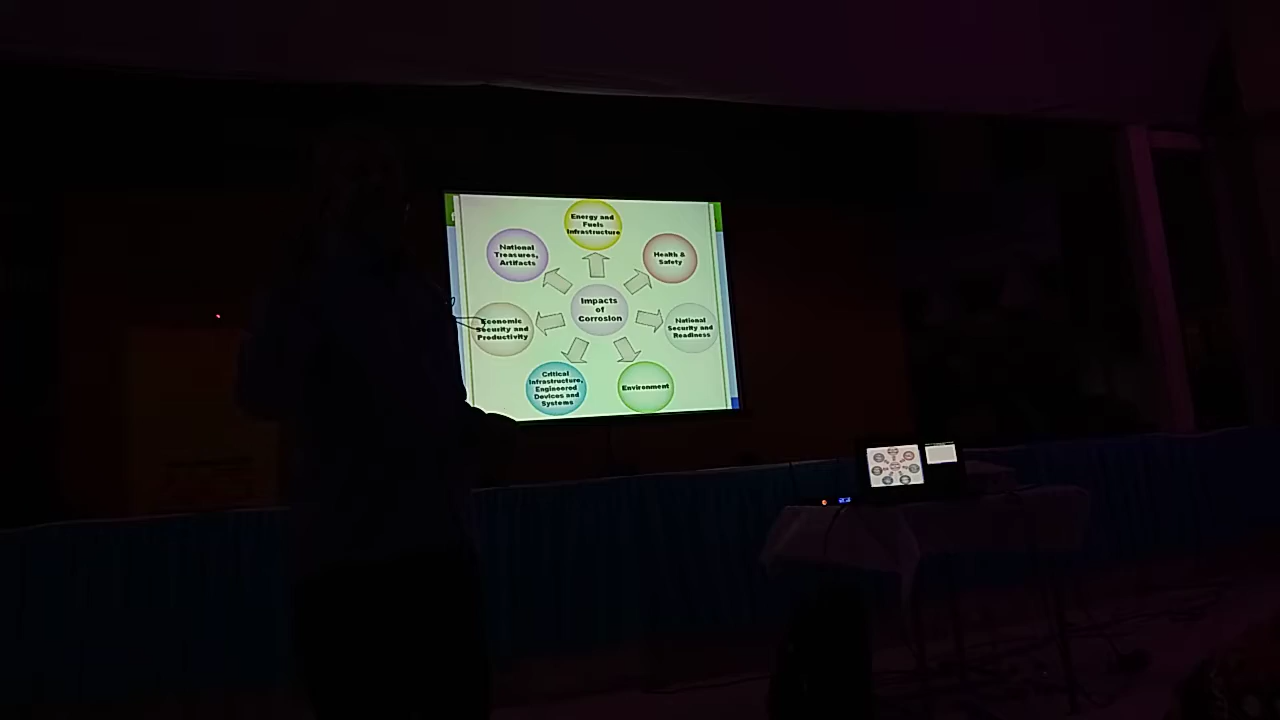 Energy and
Fuels
Infrastructure
National
Treasures,
Artifacts
Health &
Safety
Impacts
of
Corrosion
Economic
Security and
Productivity
National
Security and
Readiness
Critical
Infrastructure,
Engineered
Devices and
Systems
Environment